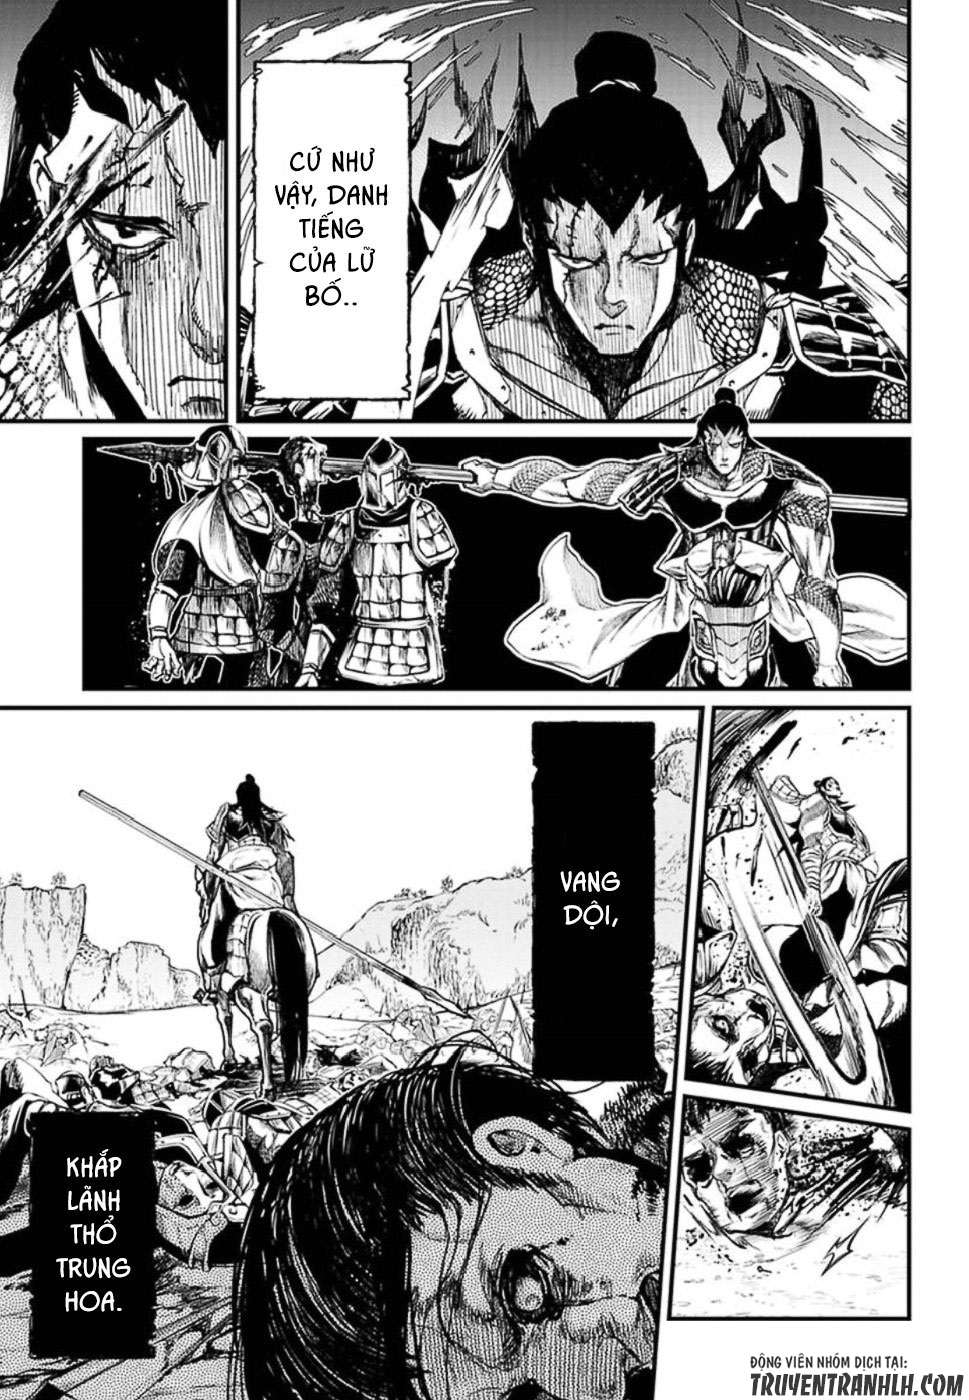 CỨ NHƯ
VẬY, DANH
TIẾNG
CỦA LỮ
BỐ..
VANG
DỘI,
KHẮP
LÃNH
THỔ
TRUNG
HOA.
ĐỘNG VIÊN NHÓM DỊCH TẠI:
TRUYENTRANHLH.COM